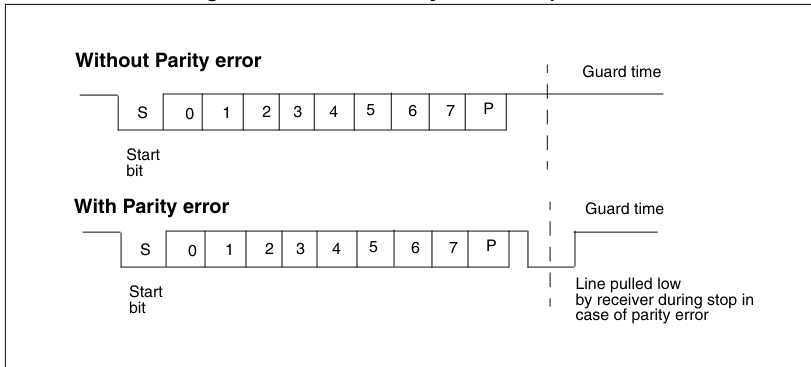 Without Parity error
Guard time
S 0 1 2 3 4 5 6 7 P
Start
bit
With Parity error
Guard time
S 0 1 2 3 4 5 6 7 P
Start
bit
Line pulled low
by receiver during stop in
case of parity error